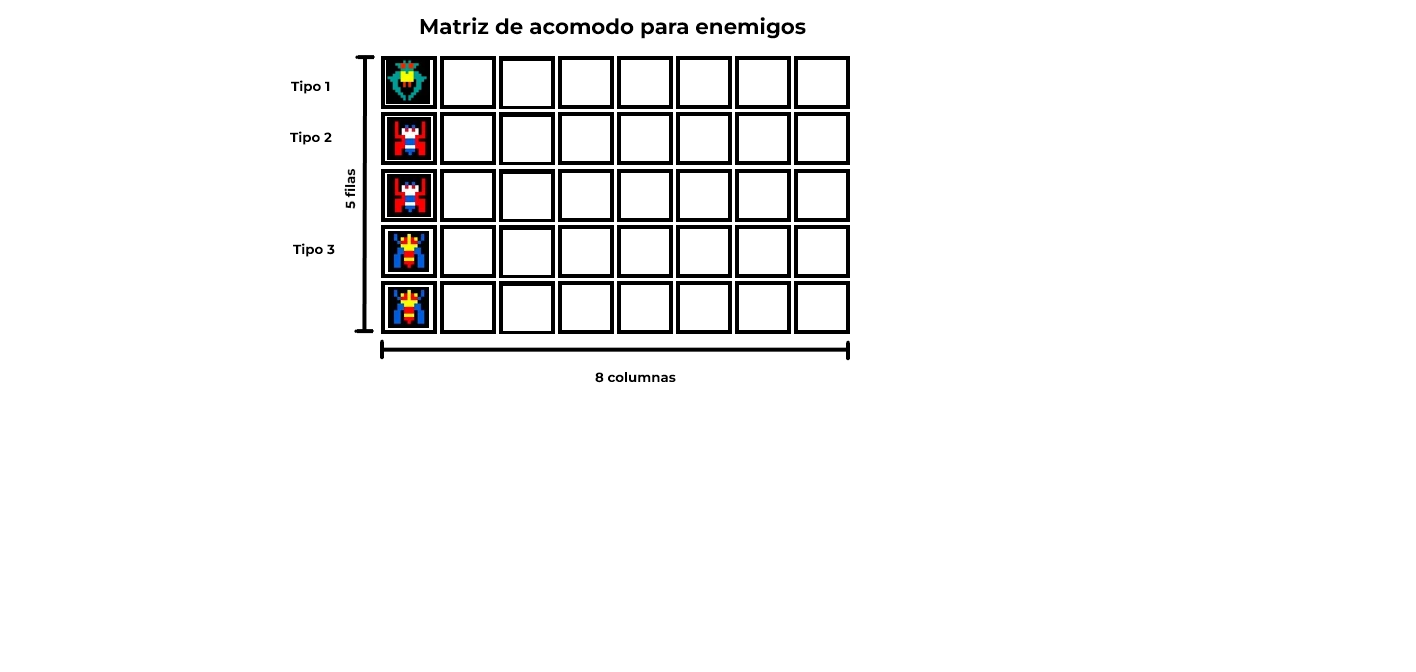 Matriz de acomodo para enemigos
Tipo 1
Tipo 2
5 filas
Tipo 3
8 columnas